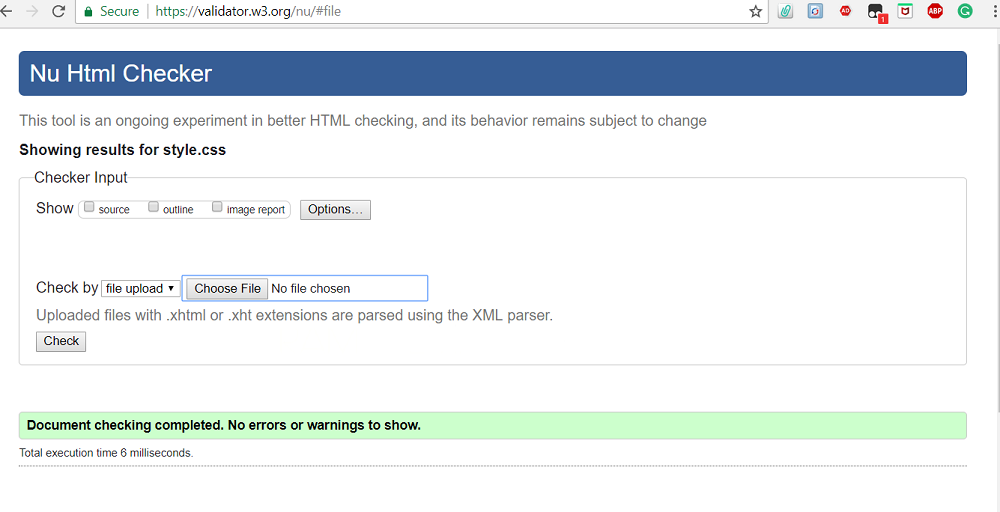 Secure https://validator.w3.org/nu/#file
AD
1
ABP
G
Nu Html Checker
This tool is an ongoing experiment in better HTML checking, and its behavior remains subject to change
Showing results for style.css
Checker Input
Show source outline image report Options...
Check by file upload Choose File No file chosen
Uploaded files with .xhtml or .xht extensions are parsed using the XML parser.
Check
Document checking completed. No errors or warnings to show.
Total execution time 6 milliseconds.